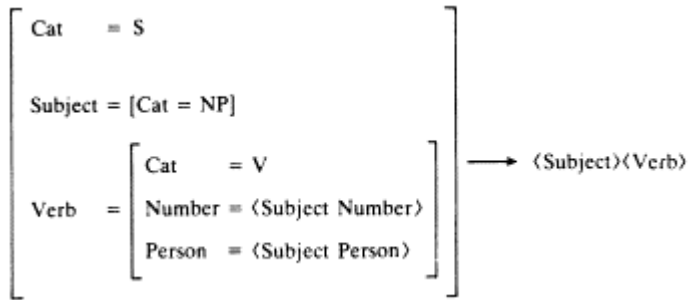 Cat = S
Subject = [Cat = NP]
Cat = V
Verb = Number = ⟨Subject Number⟩ ⟶ ⟨Subject⟩⟨Verb⟩
Person = ⟨Subject Person⟩